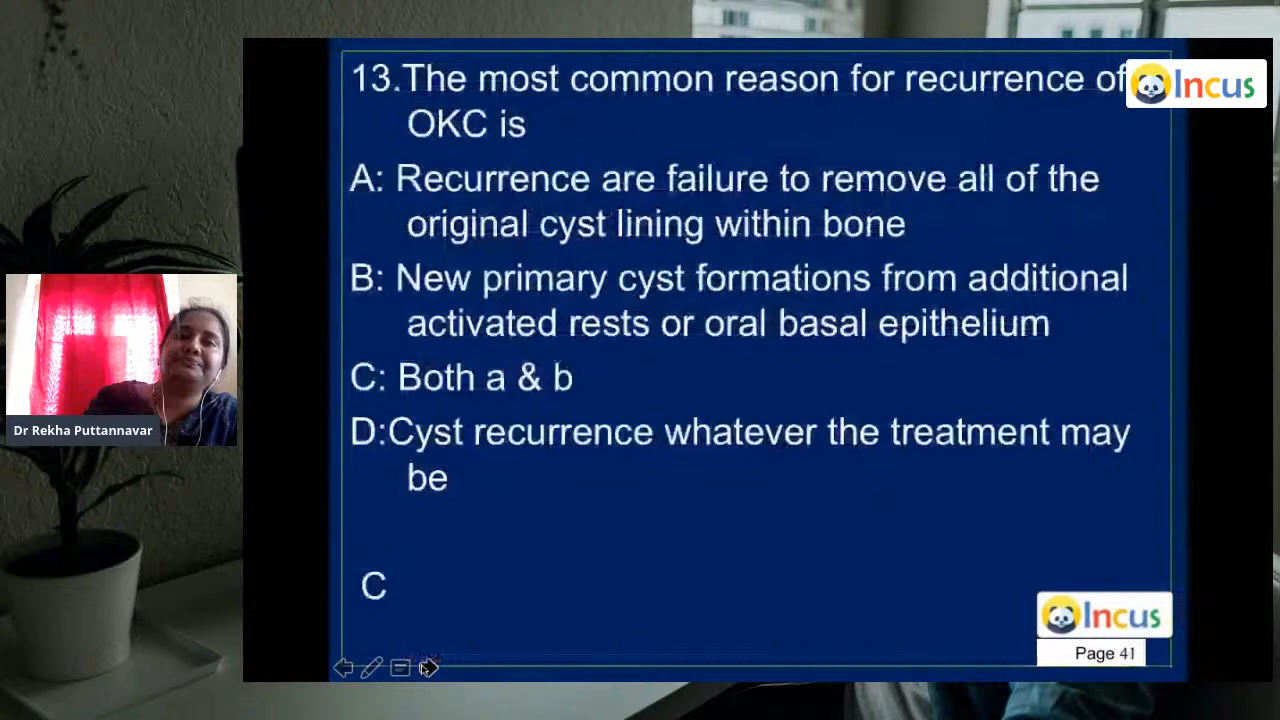 13.The most common reason for recurrence of
OKC is
A: Recurrence are failure to remove all of the
original cyst lining within bone
B: New primary cyst formations from additional
activated rests or oral basal epithelium
C: Both a & b
D:Cyst recurrence whatever the treatment may
be
C
Incus
Dr Rekha Puttannavar
Incus
Page 41